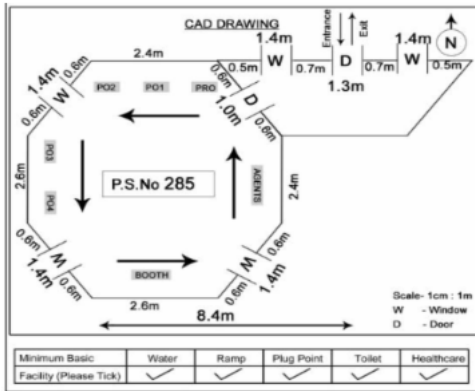 CAD DRAWING
Entrance
Exit
N
1.4m
1.4m
2.4m
0.5m
W
0.7m
D
0.7m
W
0.5m
1.3m
1.4m
0.6m
W
0.6m
PO2
PO1
PRO
0.6m
D
1.0m
0.6m
2.6m
PO3
PO4
P.S.No 285
AGENTS
2.4m
0.6m
W
1.4m
0.6m
BOOTH
0.6m
W
1.4m
0.6m
2.6m
8.4m
Scale- 1cm : 1m
W - Window
D - Door
Minimum Basic Water Ramp Plug Point Toilet Healthcare
Facility (Please Tick)